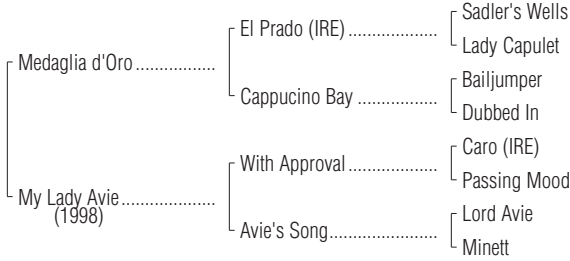 Sadler's Wells
El Prado (IRE) .....................
Lady Capulet
Medaglia d'Oro ...................
Bailjumper
Cappucino Bay ...................
Dubbed In
Caro (IRE)
With Approval .....................
Passing Mood
My Lady Avie ......................
(1998)
Lord Avie
Avie's Song .........................
Minett